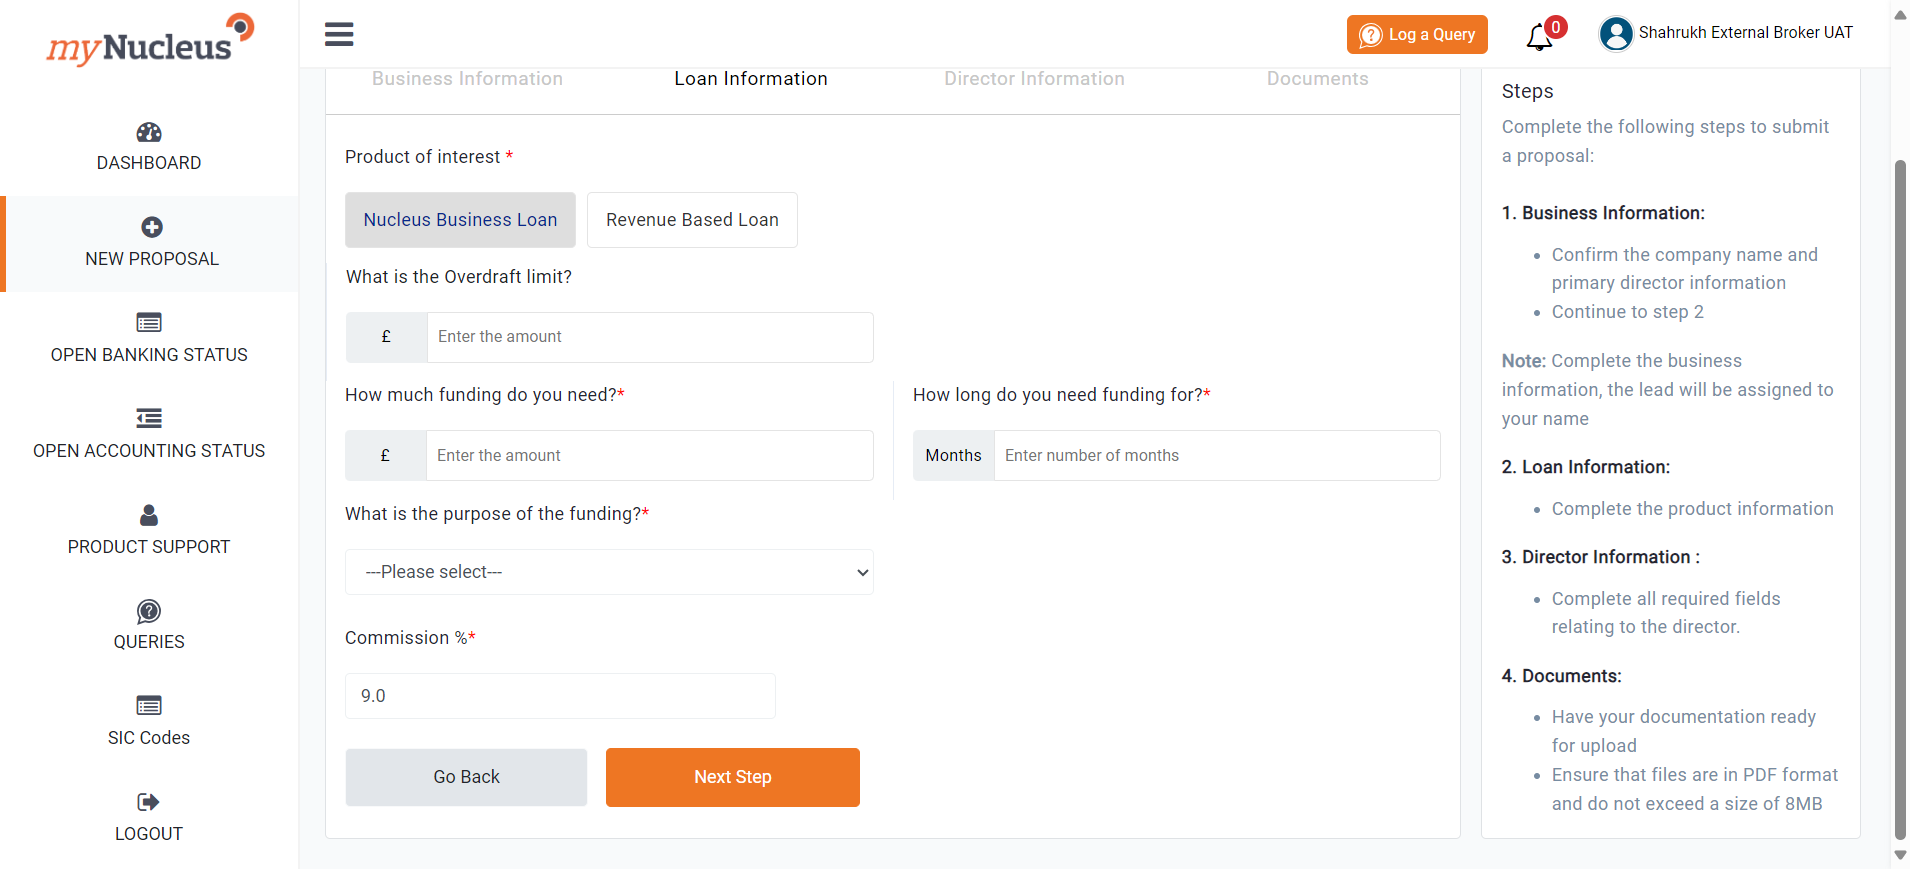 myNucleus
Log a Query
0
Shahrukh External Broker UAT
DASHBOARD
NEW PROPOSAL
OPEN BANKING STATUS
OPEN ACCOUNTING STATUS
PRODUCT SUPPORT
QUERIES
SIC Codes
LOGOUT
Business Information
Loan Information
Director Information
Documents
Product of interest *
Nucleus Business Loan
Revenue Based Loan
What is the Overdraft limit?
£
Enter the amount
How much funding do you need?*
£
Enter the amount
How long do you need funding for?*
Months
Enter number of months
What is the purpose of the funding?*
---Please select---
Commission %*
9.0
Go Back
Next Step
Steps
Complete the following steps to submit
a proposal:
1. Business Information:
• Confirm the company name and
primary director information
• Continue to step 2
Note: Complete the business
information, the lead will be assigned to
your name
2. Loan Information:
• Complete the product information
3. Director Information :
• Complete all required fields
relating to the director.
4. Documents:
• Have your documentation ready
for upload
• Ensure that files are in PDF format
and do not exceed a size of 8MB